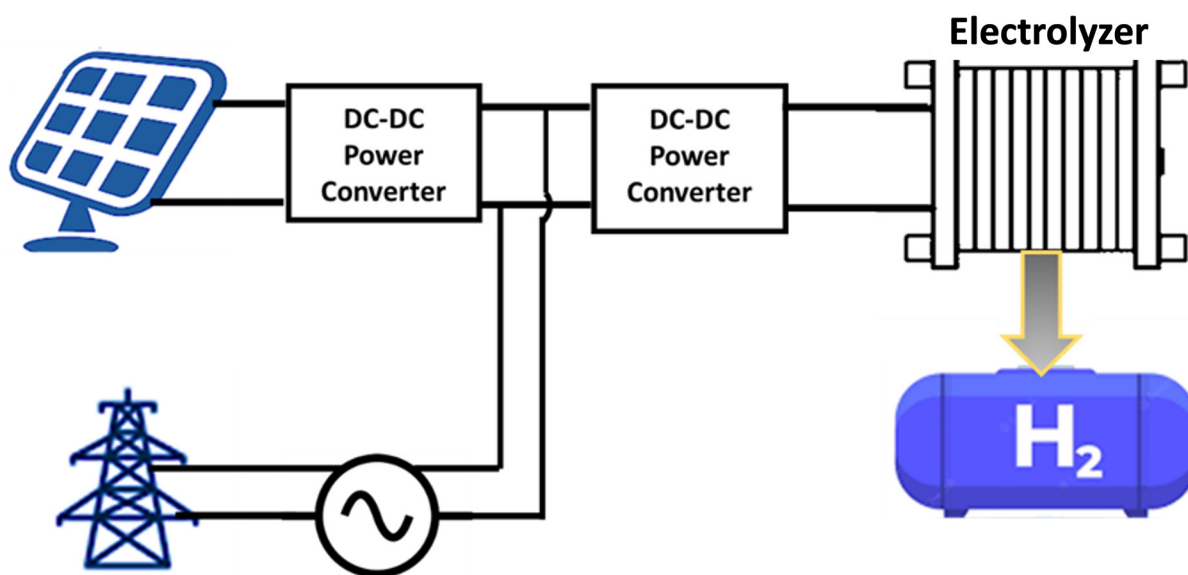 Electrolyzer
DC-DC
Power
Converter
DC-DC
Power
Converter
H₂